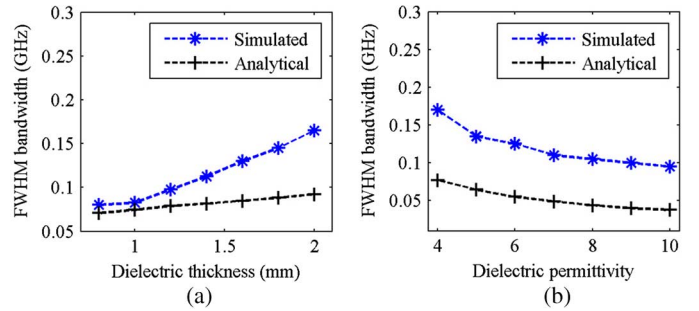 FWHM bandwidth (GHz)
0.3
0.25
0.2
0.15
0.1
0.05
Simulated
Analytical
1
1.5
2
Dielectric thickness (mm)
(a)
FWHM bandwidth (GHz)
0.3
0.25
0.2
0.15
0.1
0.05
Simulated
Analytical
4
6
8
10
Dielectric permittivity
(b)